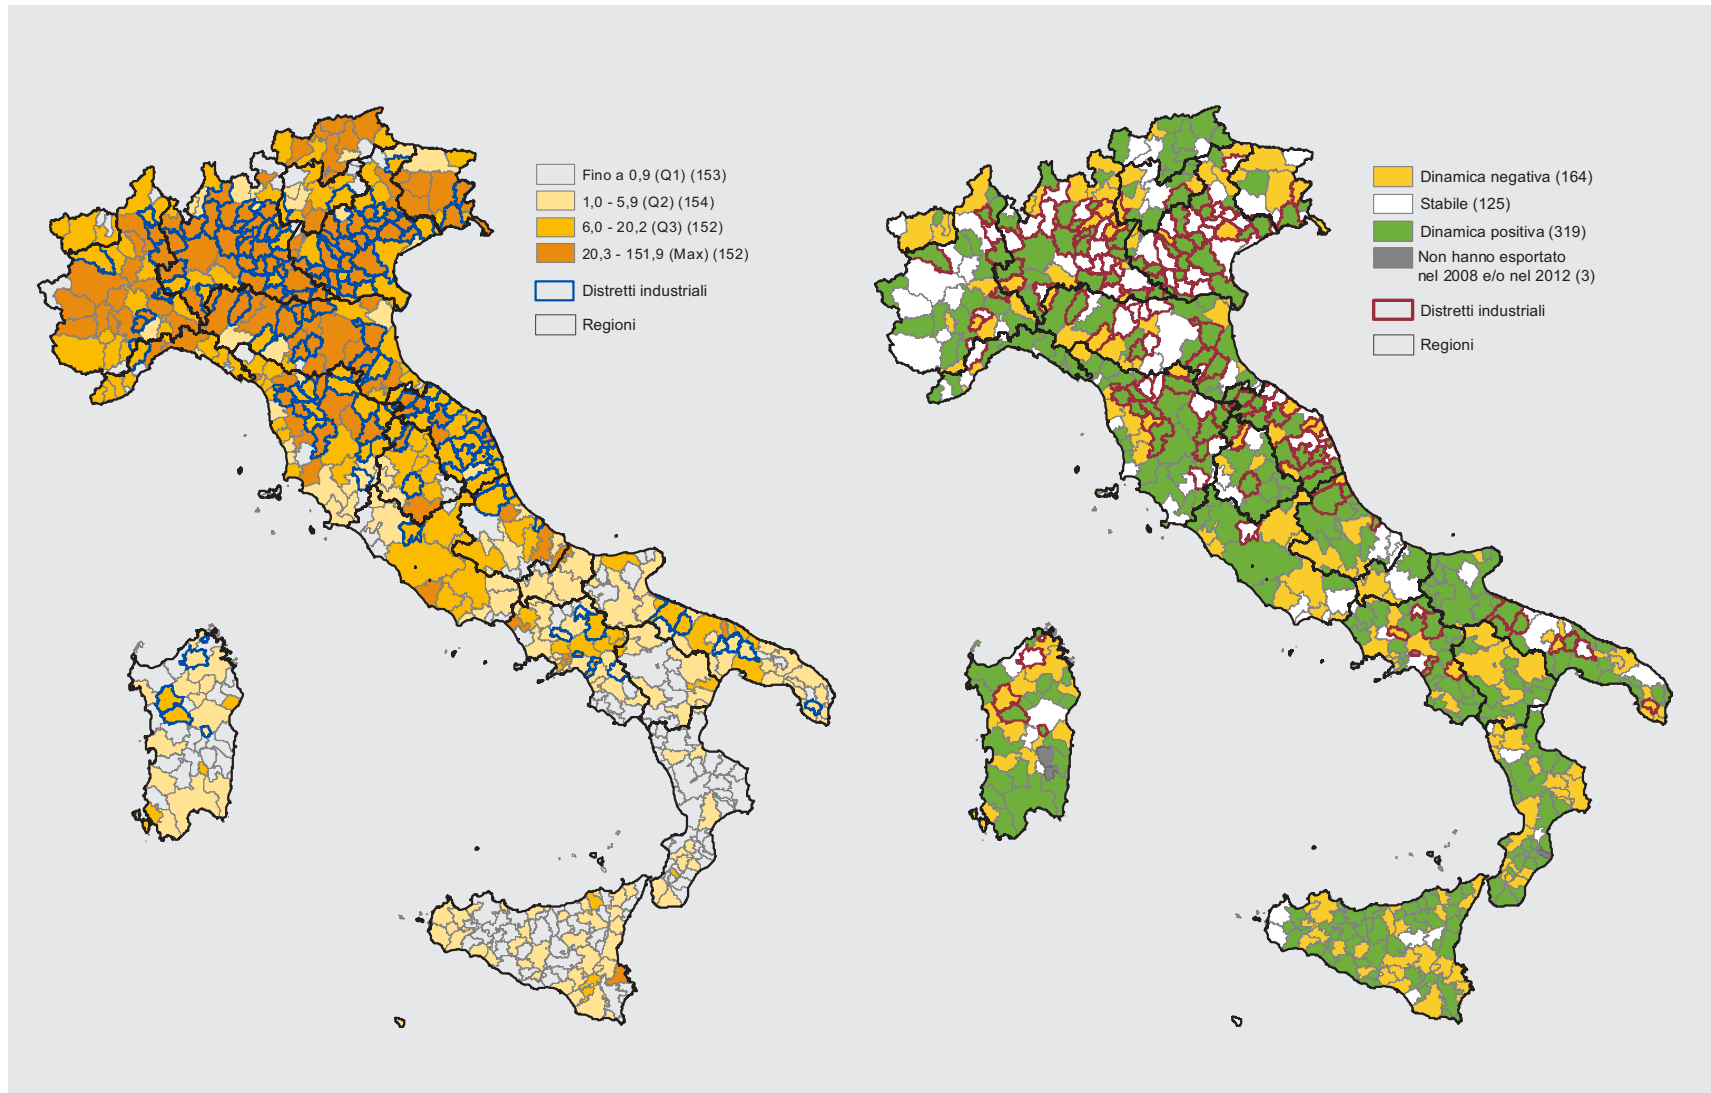 Fino a 0,9 (Q1) (153)
1,0 - 5,9 (Q2) (154)
6,0 - 20,2 (Q3) (152)
20,3 - 151,9 (Max) (152)
Distretti industriali
Regioni
Dinamica negativa (164)
Stabile (125)
Dinamica positiva (319)
Non hanno esportato
nel 2008 e/o nel 2012 (3)
Distretti industriali
Regioni